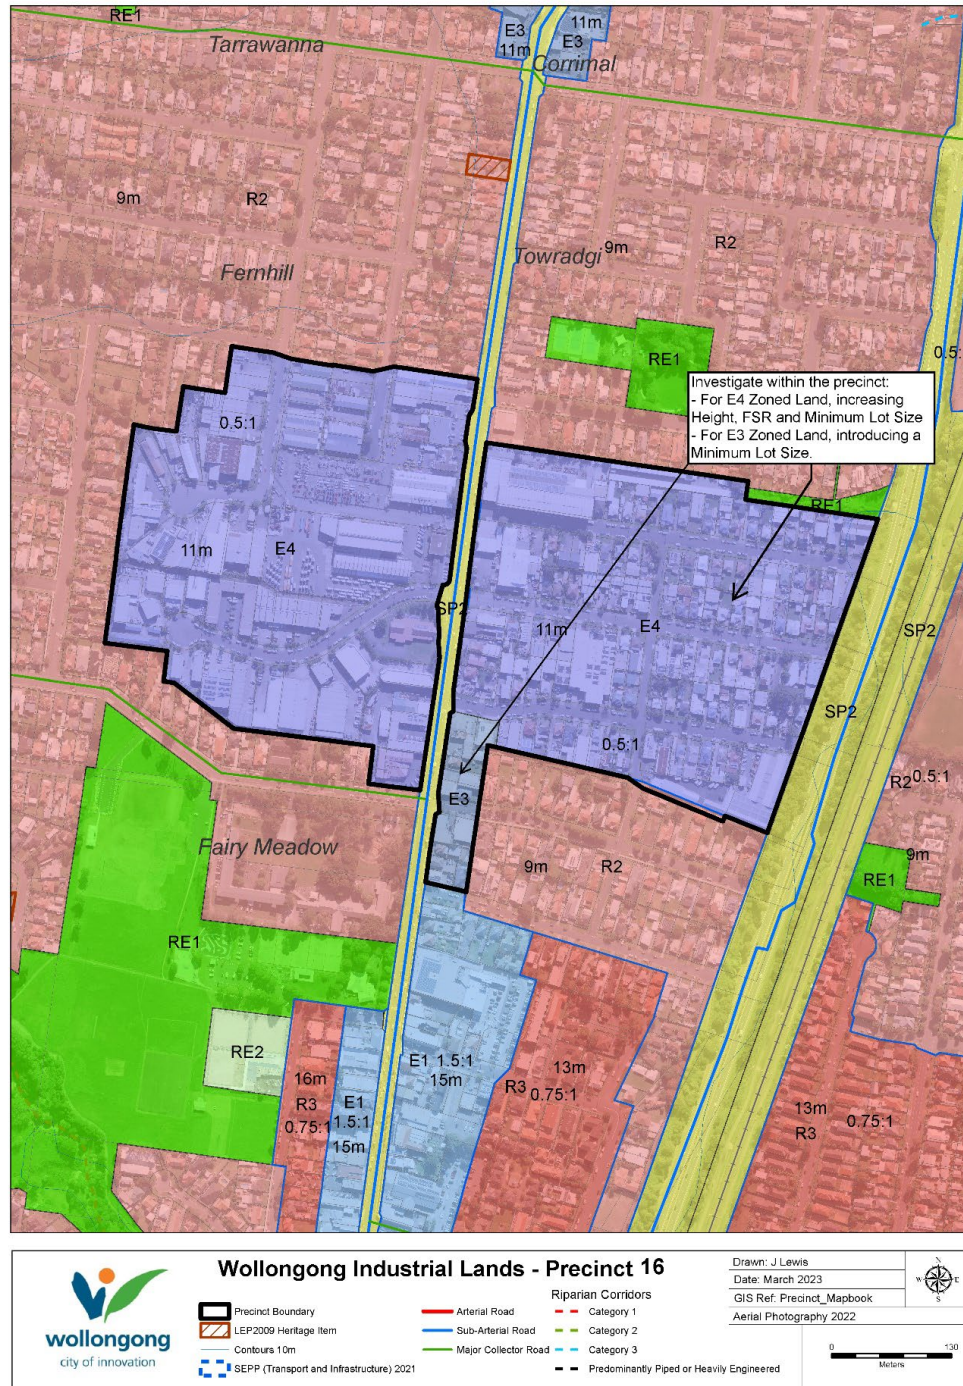 RE1
Tarrawanna
E3
11m
11m
E3
Corrimal
9m
R2
Fernhill
Towradgi
9m
R2
RE1
0.5:
Investigate within the precinct:
- For E4 Zoned Land, increasing
Height, FSR and Minimum Lot Size
- For E3 Zoned Land, introducing a
Minimum Lot Size.
RE1
0.5:1
11m
E4
SP2
11m
E4
SP2
SP2
0.5:1
E3
R2
0.5:1
Fairy Meadow
9m
R2
9m
RE1
RE1
RE2
16m
R3
0.75:1
E1
1.5:1
15m
E1 1.5:1
15m
R3
13m
0.75:1
13m
R3
0.75:1
wollongong
city of innovation
Wollongong Industrial Lands - Precinct 16
Precinct Boundary
LEP2009 Heritage Item
Contours 10m
SEPP (Transport and Infrastructure) 2021
Arterial Road
Sub-Arterial Road
Major Collector Road
Riparian Corridors
Category 1
Category 2
Category 3
Predominantly Piped or Heavily Engineered
Drawn: J Lewis
Date: March 2023
GIS Ref: Precinct_Mapbook
Aerial Photography 2022
N
W
E
S
0
130
Meters